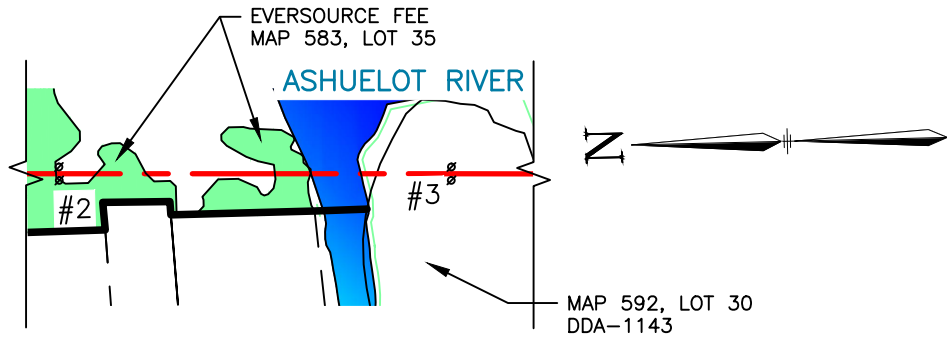 EVERSOURCE FEE
MAP 583, LOT 35
ASHUELOT RIVER
N
#2
#3
MAP 592, LOT 30
DDA-1143